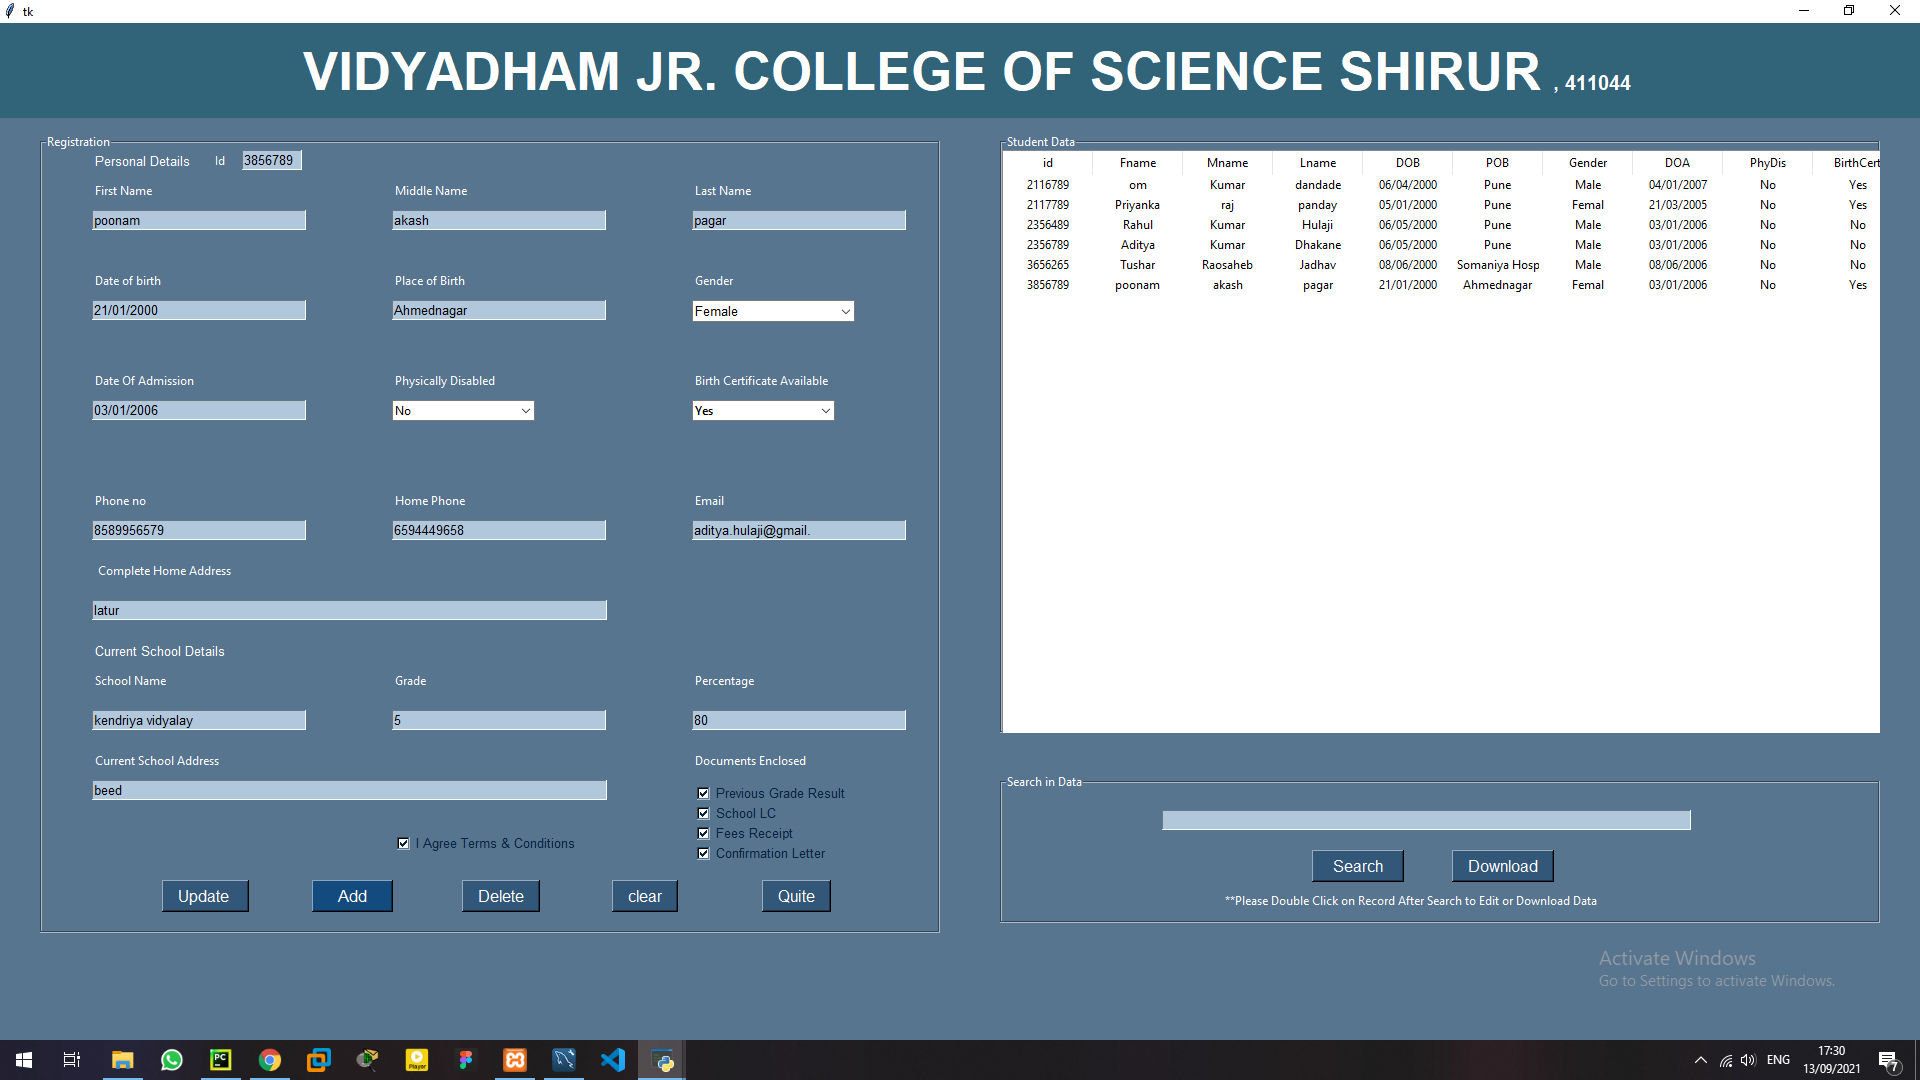 tk
VIDYADHAM JR. COLLEGE OF SCIENCE SHIRUR , 411044
Registration
Personal Details Id 3856789
First Name Middle Name Last Name
poonam akash pagar
Date of birth Place of Birth Gender
21/01/2000 Ahmednagar Female
Date Of Admission Physically Disabled Birth Certificate Available
03/01/2006 No Yes
Phone no Home Phone Email
8589956579 6594449658 aditya.hulaji@gmail.
Complete Home Address
latur
Current School Details
School Name Grade Percentage
kendriya vidyalay 5 80
Current School Address Documents Enclosed
beed
Previous Grade Result
School LC
Fees Receipt
I Agree Terms & Conditions
Confirmation Letter
Update Add Delete clear Quite
Student Data
id Fname Mname Lname DOB POB Gender DOA PhyDis BirthCert
2116789 om Kumar dandade 06/04/2000 Pune Male 04/01/2007 No Yes
2117789 Priyanka raj panday 05/01/2000 Pune Femal 21/03/2005 No Yes
2356489 Rahul Kumar Hulaji 06/05/2000 Pune Male 03/01/2006 No No
2356789 Aditya Kumar Dhakane 06/05/2000 Pune Male 03/01/2006 No No
3656265 Tushar Raosaheb Jadhav 08/06/2000 Somaniya Hosp Male 08/06/2006 No No
3856789 poonam akash pagar 21/01/2000 Ahmednagar Femal 03/01/2006 No Yes
Search in Data
Search Download
**Please Double Click on Record After Search to Edit or Download Data
Activate Windows
Go to Settings to activate Windows.
PC
Player
ENG
17:30
13/09/2021
7